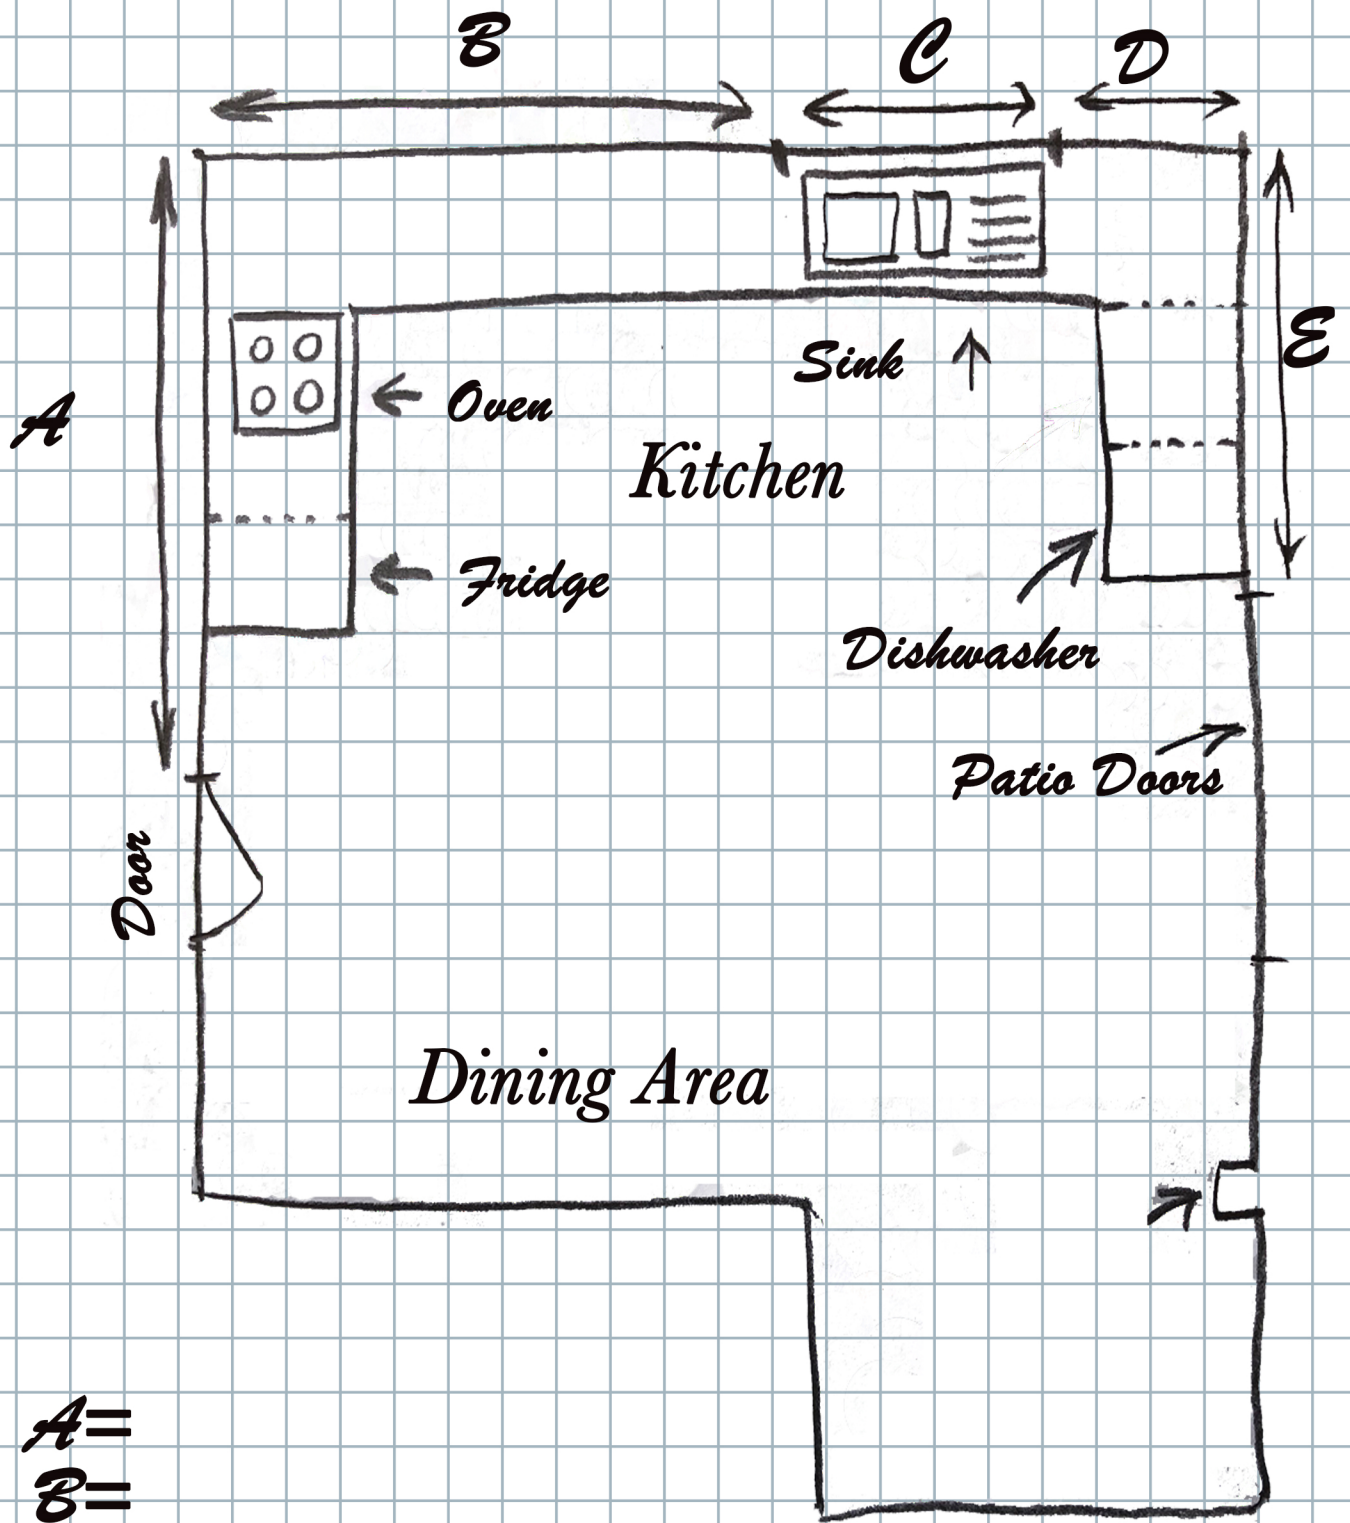 B
C
D
E
Sink
A
Oven
Kitchen
Fridge
Dishwasher
Patio Doors
Door
Dining Area
A=
B=